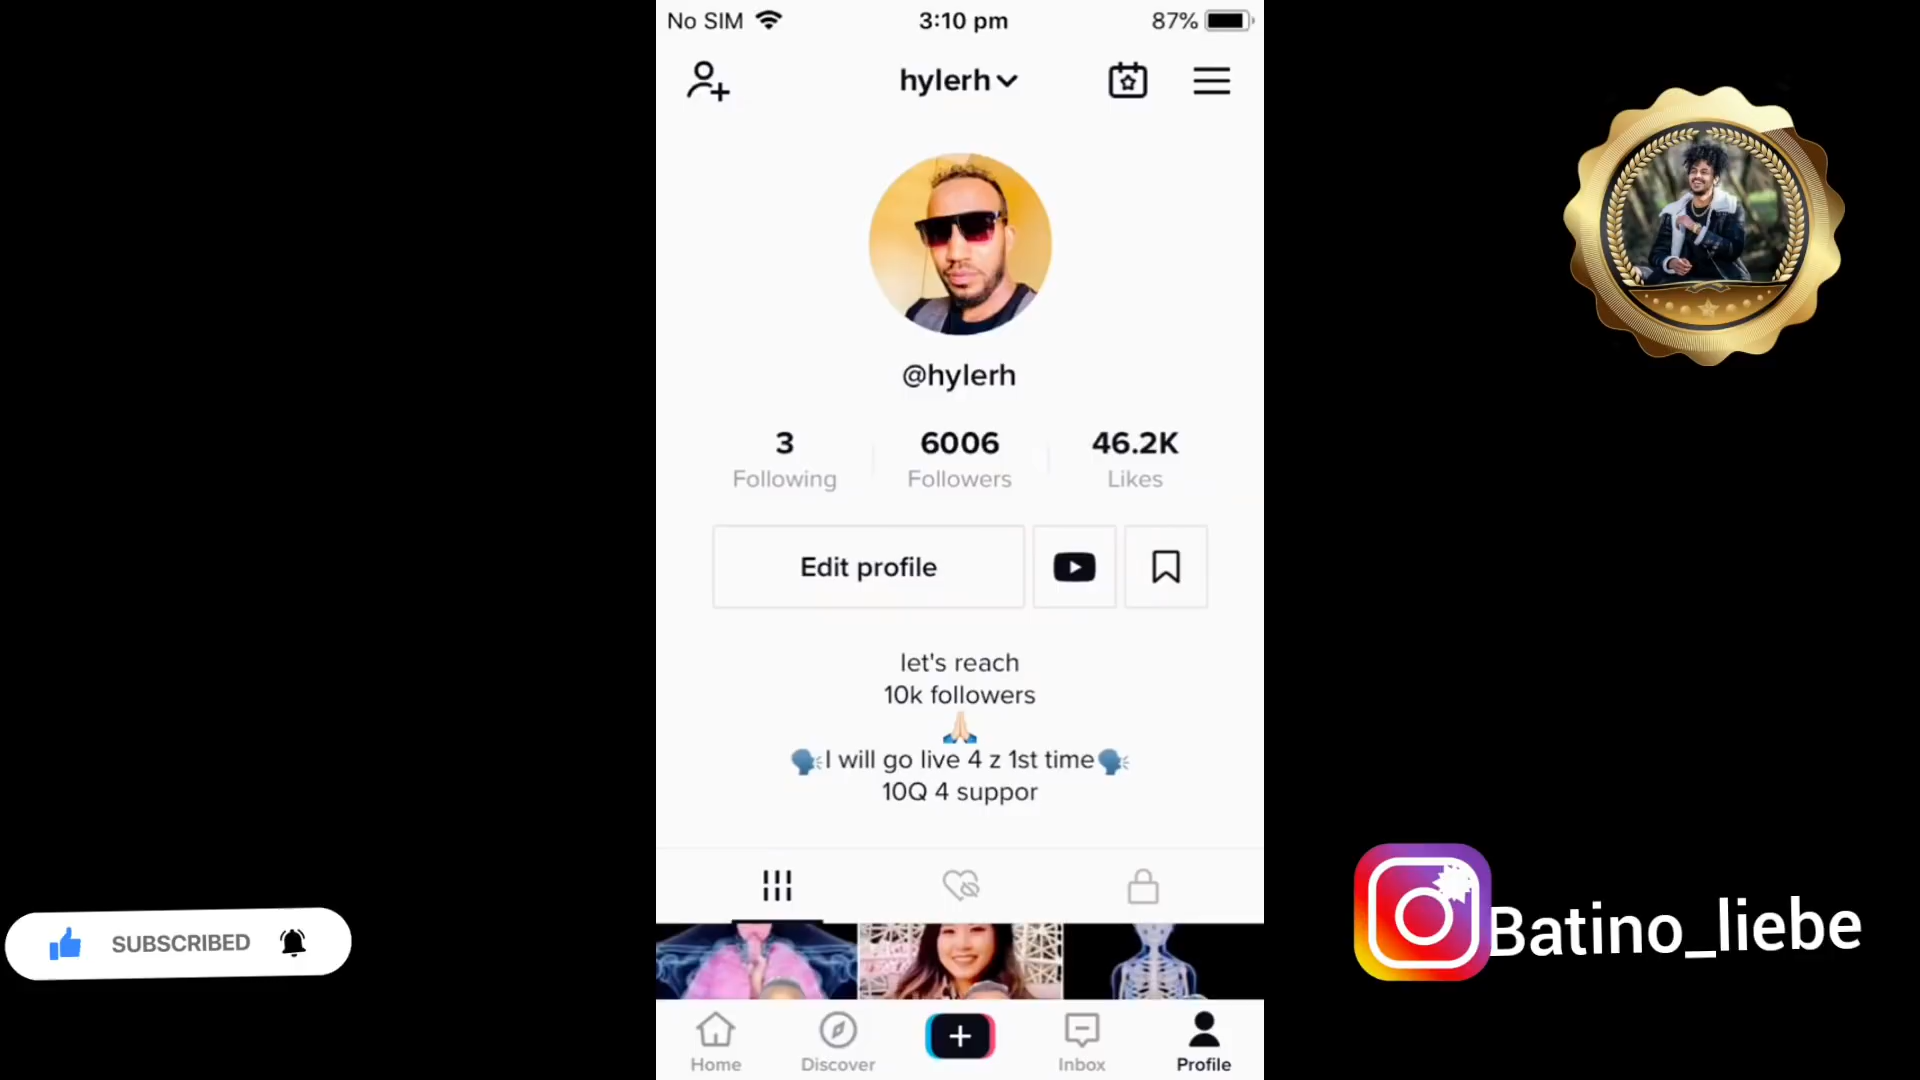 No SIM 3:10 pm 87%
hylerh
@hylerh
3 6006 46.2K
Following Followers Likes
Edit profile
let's reach
10k followers
🙏🏻
🗣I will go live 4 z 1st time🗣
10Q 4 suppor
SUBSCRIBED
Batino_liebe
Home Discover Inbox Profile